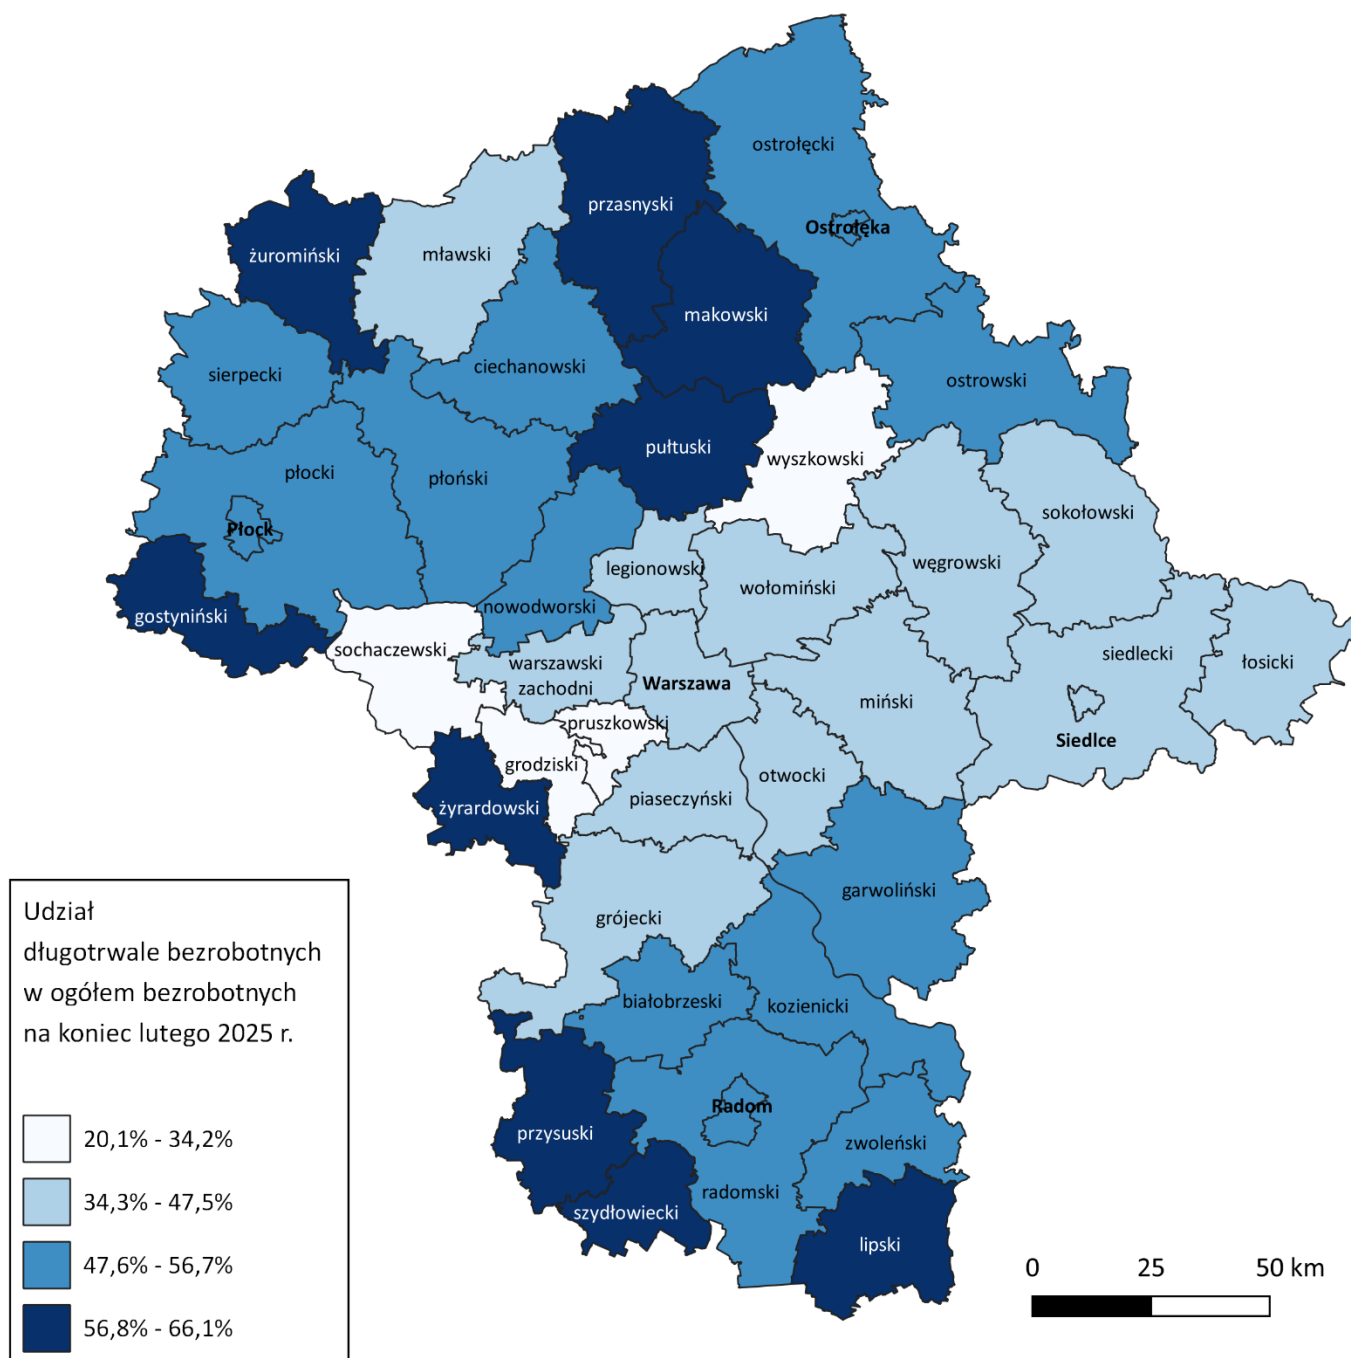 ostrołęcki
przasnyski
Ostrołęka
żuromiński
mławski
makowski
ciechanowski
sierpecki
ostrowski
pułtuski
wyszkowski
płocki
płoński
sokołowski
Płock
legionowski
węgrowski
wołomiński
nowodworski
gostyniński
sochaczewski
warszawski
zachodni
siedlecki
łosicki
Warszawa
miński
pruszkowski
Siedlce
grodziski
otwocki
piaseczyński
żyrardowski
garwoliński
grójecki
białobrzeski
kozienicki
Radom
przysuski
zwoleński
radomski
szydłowiecki
lipski
Udział
długotrwale bezrobotnych
w ogółem bezrobotnych
na koniec lutego 2025 r.
20,1% - 34,2%
34,3% - 47,5%
47,6% - 56,7%
56,8% - 66,1%
0 25 50 km